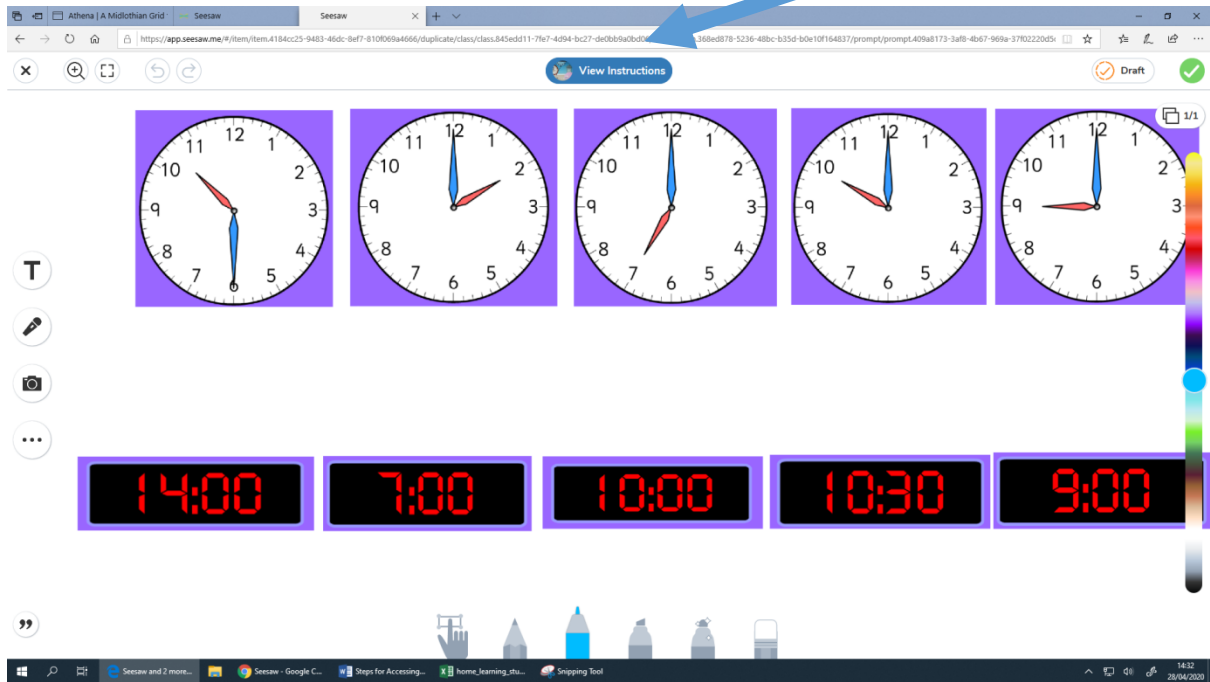 Athena | A Midlothian Grid
Seesaw
Seesaw
https://app.seesaw.me/#/item/item.4184cc25-9483-46dc-8ef7-810f069a4666/duplicate/class/class.845edd11-7fe7-4d94-bc27-de0bb9a0bd0 .368ed878-5236-48bc-b35d-b0e10f164837/prompt/prompt.409a8173-3af8-4b67-969a-37f02220d5
View Instructions
Draft
1/1
12 1 2 3 4 5 6 7 8 9 10 11
12 1 2 3 4 5 6 7 8 9 10 11
12 1 2 3 4 5 6 7 8 9 10 11
12 1 2 3 4 5 6 7 8 9 10 11
12 1 2 3 4 5 6 7 8 9 10 11
T
14:00
7:00
10:00
10:30
9:00
Seesaw and 2 more...
Seesaw - Google C...
Steps for Accessing...
home_learning_stu...
Snipping Tool
14:32
28/04/2020